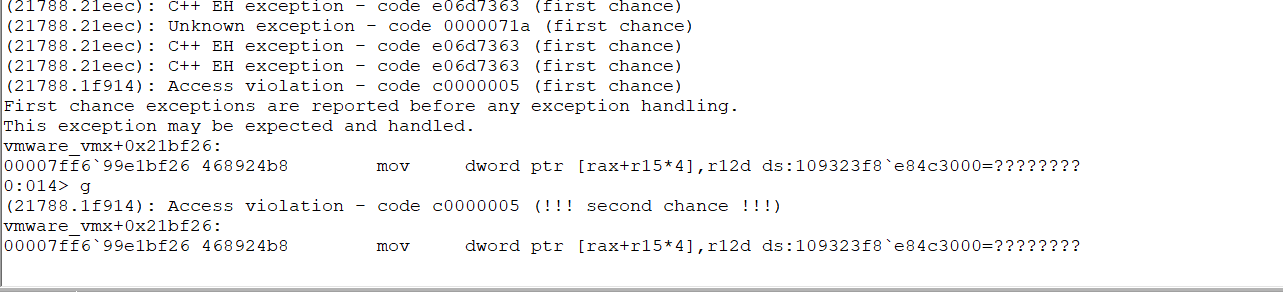 (21788.21eec): C++ EH exception - code e06d7363 (first chance)
(21788.21eec): Unknown exception - code 0000071a (first chance)
(21788.21eec): C++ EH exception - code e06d7363 (first chance)
(21788.21eec): C++ EH exception - code e06d7363 (first chance)
(21788.1f914): Access violation - code c0000005 (first chance)
First chance exceptions are reported before any exception handling.
This exception may be expected and handled.
vmware_vmx+0x21bf26:
00007ff6`99e1bf26 468924b8        mov     dword ptr [rax+r15*4],r12d ds:109323f8`e84c3000=????????
0:014> g
(21788.1f914): Access violation - code c0000005 (!!! second chance !!!)
vmware_vmx+0x21bf26:
00007ff6`99e1bf26 468924b8        mov     dword ptr [rax+r15*4],r12d ds:109323f8`e84c3000=????????